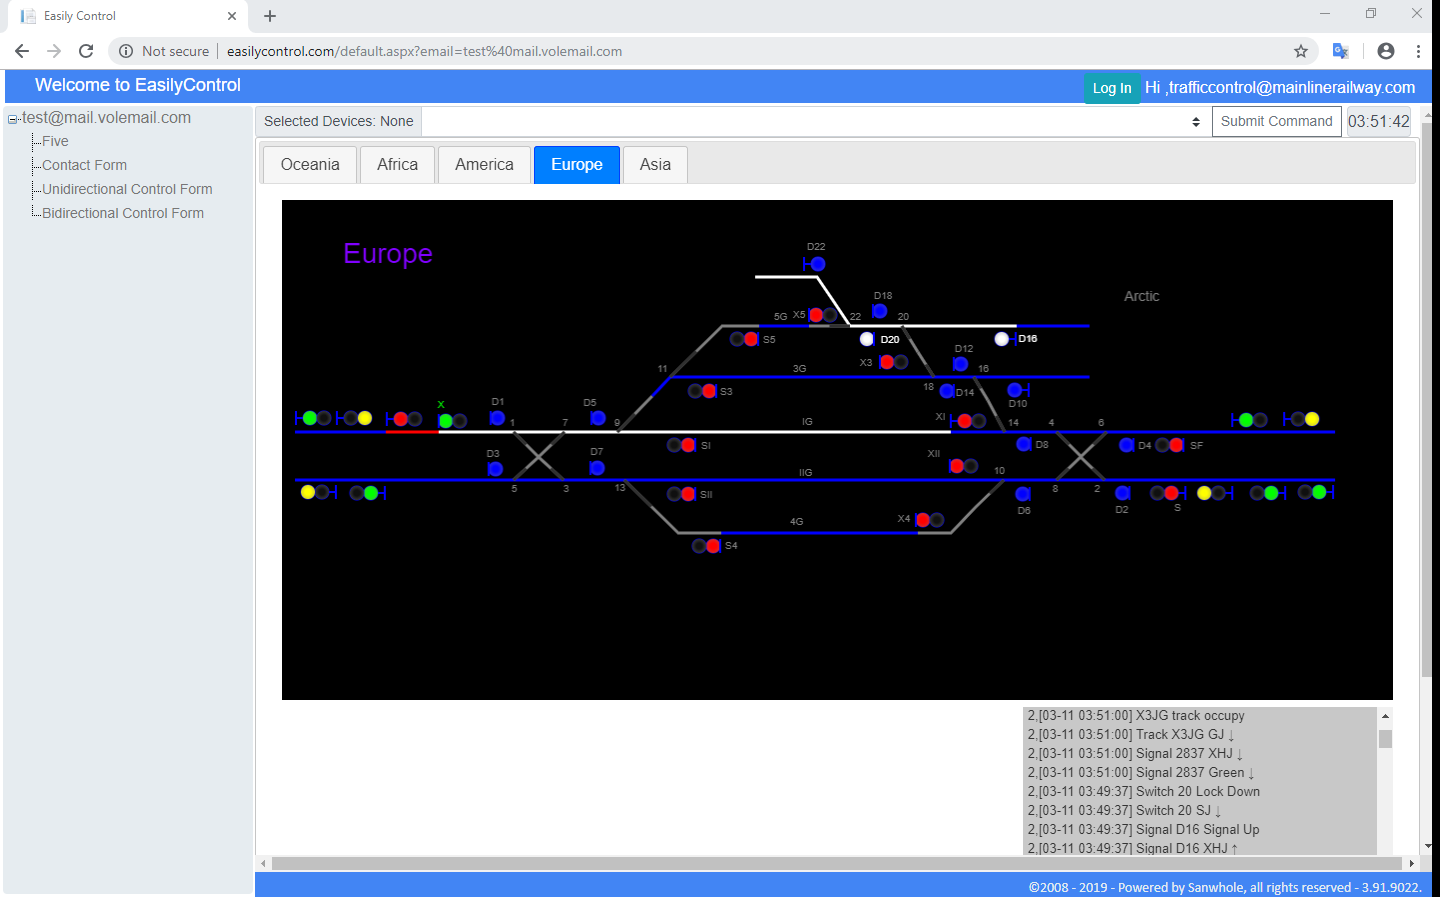 Easily Control
Not secure
easilycontrol.com/default.aspx?email=test%40mail.volemail.com
Welcome to EasilyControl
Log In
Hi ,trafficcontrol@mainlinerailway.com
test@mail.volemail.com
Five
Contact Form
Unidirectional Control Form
Bidirectional Control Form
Selected Devices: None
Submit Command
03:51:42
Oceania
Africa
America
Europe
Asia
Europe
D22
Arctic
D18
5G
X5
22
20
S5
D20
D16
D12
X3
11
3G
16
18
S3
D14
D10
X
D1
D5
1
7
9
IG
XI
14
4
6
SI
D8
D4
SF
D3
D7
XII
IIG
10
5
3
13
8
2
SII
D6
D2
S
4G
X4
S4
2,[03-11 03:51:00] X3JG track occupy
2,[03-11 03:51:00] Track X3JG GJ ↓
2,[03-11 03:51:00] Signal 2837 XHJ ↓
2,[03-11 03:51:00] Signal 2837 Green ↓
2,[03-11 03:49:37] Switch 20 Lock Down
2,[03-11 03:49:37] Switch 20 SJ ↓
2,[03-11 03:49:37] Signal D16 Signal Up
2,[03-11 03:49:37] Signal D16 XHJ ↑
©2008 - 2019 - Powered by Sanwhole, all rights reserved - 3.91.9022.